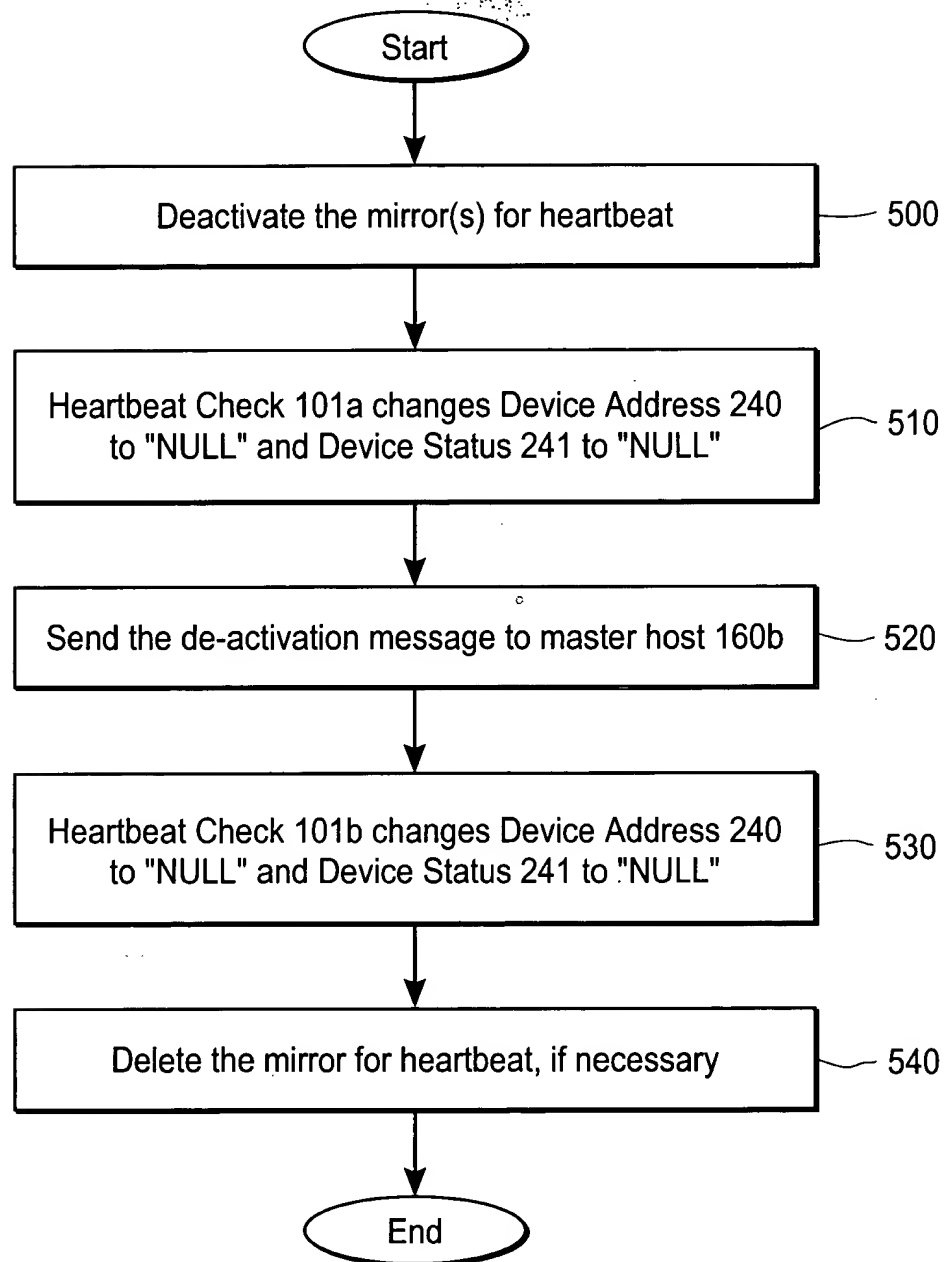 Start
Deactivate the mirror(s) for heartbeat
500
Heartbeat Check 101a changes Device Address 240
to "NULL" and Device Status 241 to "NULL"
510
Send the de-activation message to master host 160b
520
Heartbeat Check 101b changes Device Address 240
to "NULL" and Device Status 241 to "NULL"
530
Delete the mirror for heartbeat, if necessary
540
End